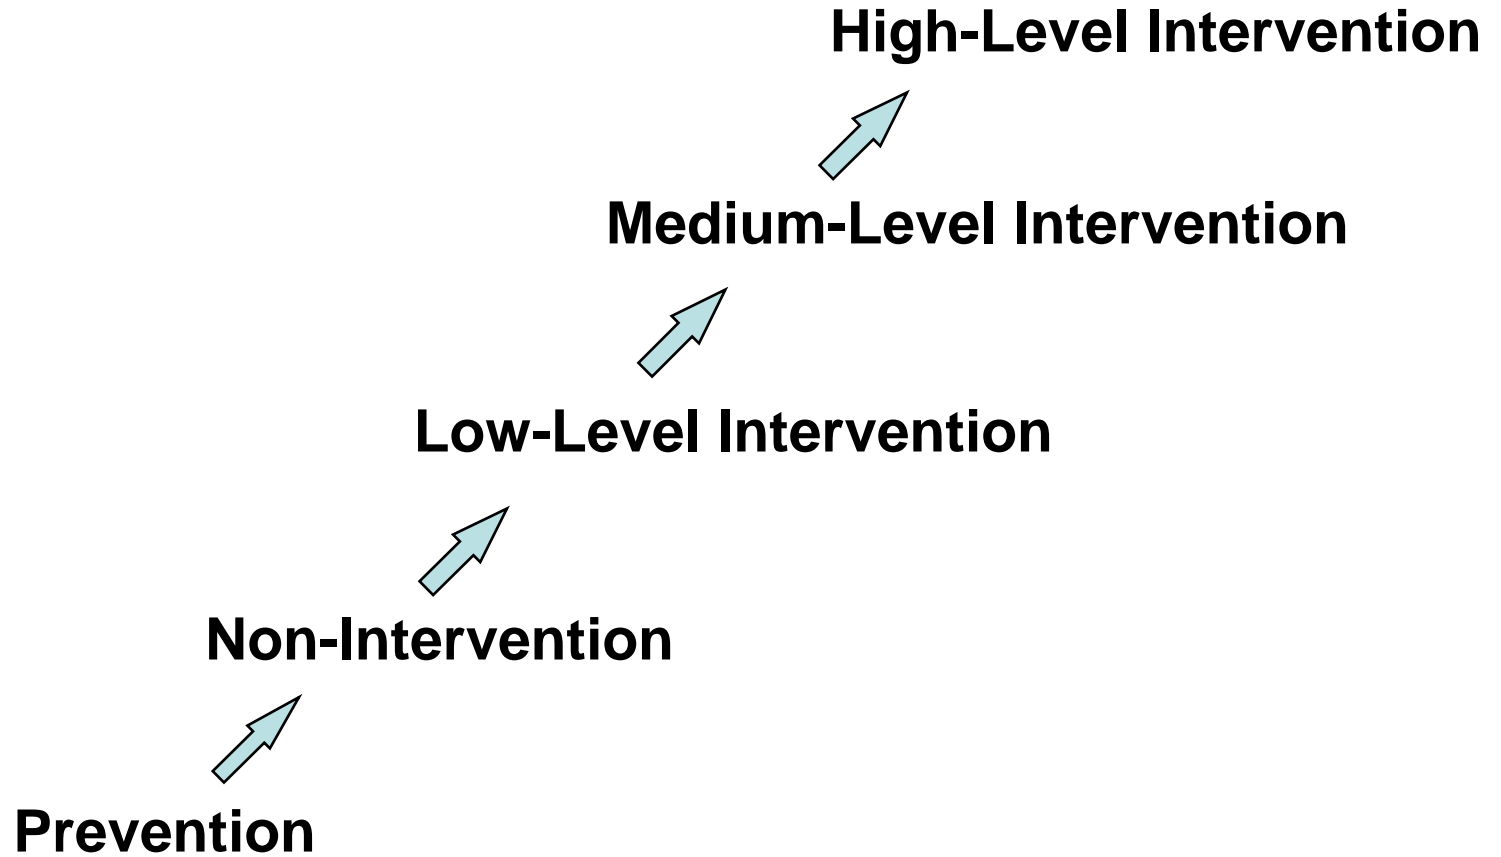 High-Level Intervention
Medium-Level Intervention
Low-Level Intervention
Non-Intervention
Prevention